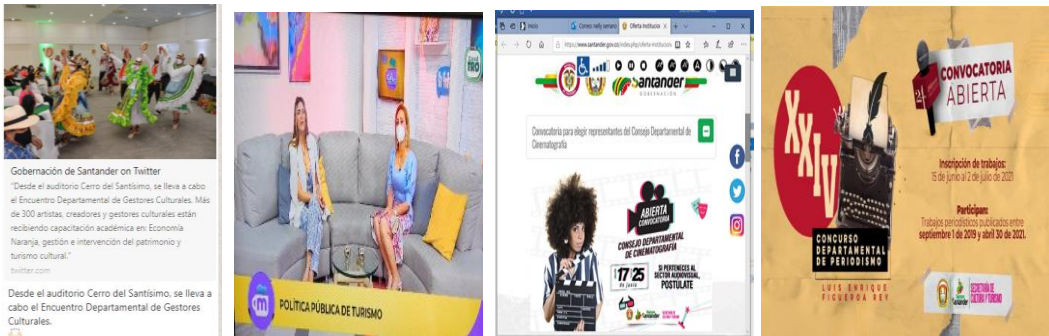 Gobernación de Santander on Twitter
"Desde el auditorio Cerro del Santísimo, se lleva a cabo
el Encuentro Departamental de Gestores Culturales. Más
de 300 artistas, creadores y gestores culturales están
recibiendo capacitación académica en: Economía
Naranja, gestión e intervención del patrimonio y
turismo cultural."
twitter.com
Desde el auditorio Cerro del Santísimo, se lleva a
cabo el Encuentro Departamental de Gestores
Culturales.
POLÍTICA PÚBLICA DE TURISMO
Inicio
Correo: nelly serrano
Oferta Institucion
https://www.santander.gov.co/index.php/oferta-institucion
Santander
GOBERNACIÓN
Convocatoria para elegir representantes del Consejo Departamental de
Cinematografía
ABIERTA
CONVOCATORIA
CONSEJO DEPARTAMENTAL
DE CINEMATOGRAFÍA
17 25
de junio
SI PERTENECES AL
SECTOR AUDIOVISUAL,
POSTÚLATE
XXIV
CONCURSO
DEPARTAMENTAL
DE PERIODISMO
LUIS ENRIQUE
FIGUEROA REY
CONVOCATORIA
ABIERTA
Inscripción de trabajos:
15 de junio al 2 de julio de 2021
Participan:
Trabajos periodísticos publicados entre
septiembre 1 de 2019 y abril 30 de 2021.
Santander
SECRETARÍA DE
CULTURA Y TURISMO